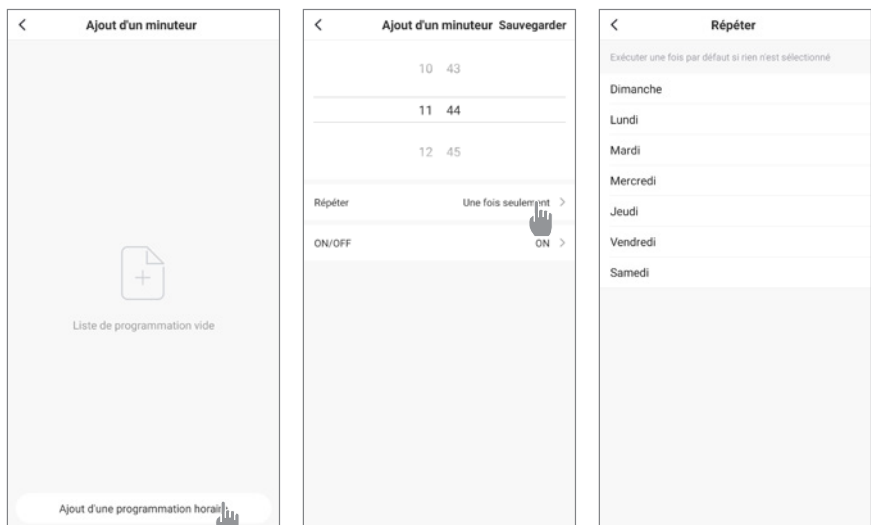 Ajout d'un minuteur
Liste de programmation vide
Ajout d'une programmation horaire
Ajout d'un minuteur Sauvegarder
10 43
11 44
12 45
Répéter Une fois seulement
ON/OFF ON
Répéter
Exécuter une fois par défaut si rien n'est sélectionné
Dimanche
Lundi
Mardi
Mercredi
Jeudi
Vendredi
Samedi